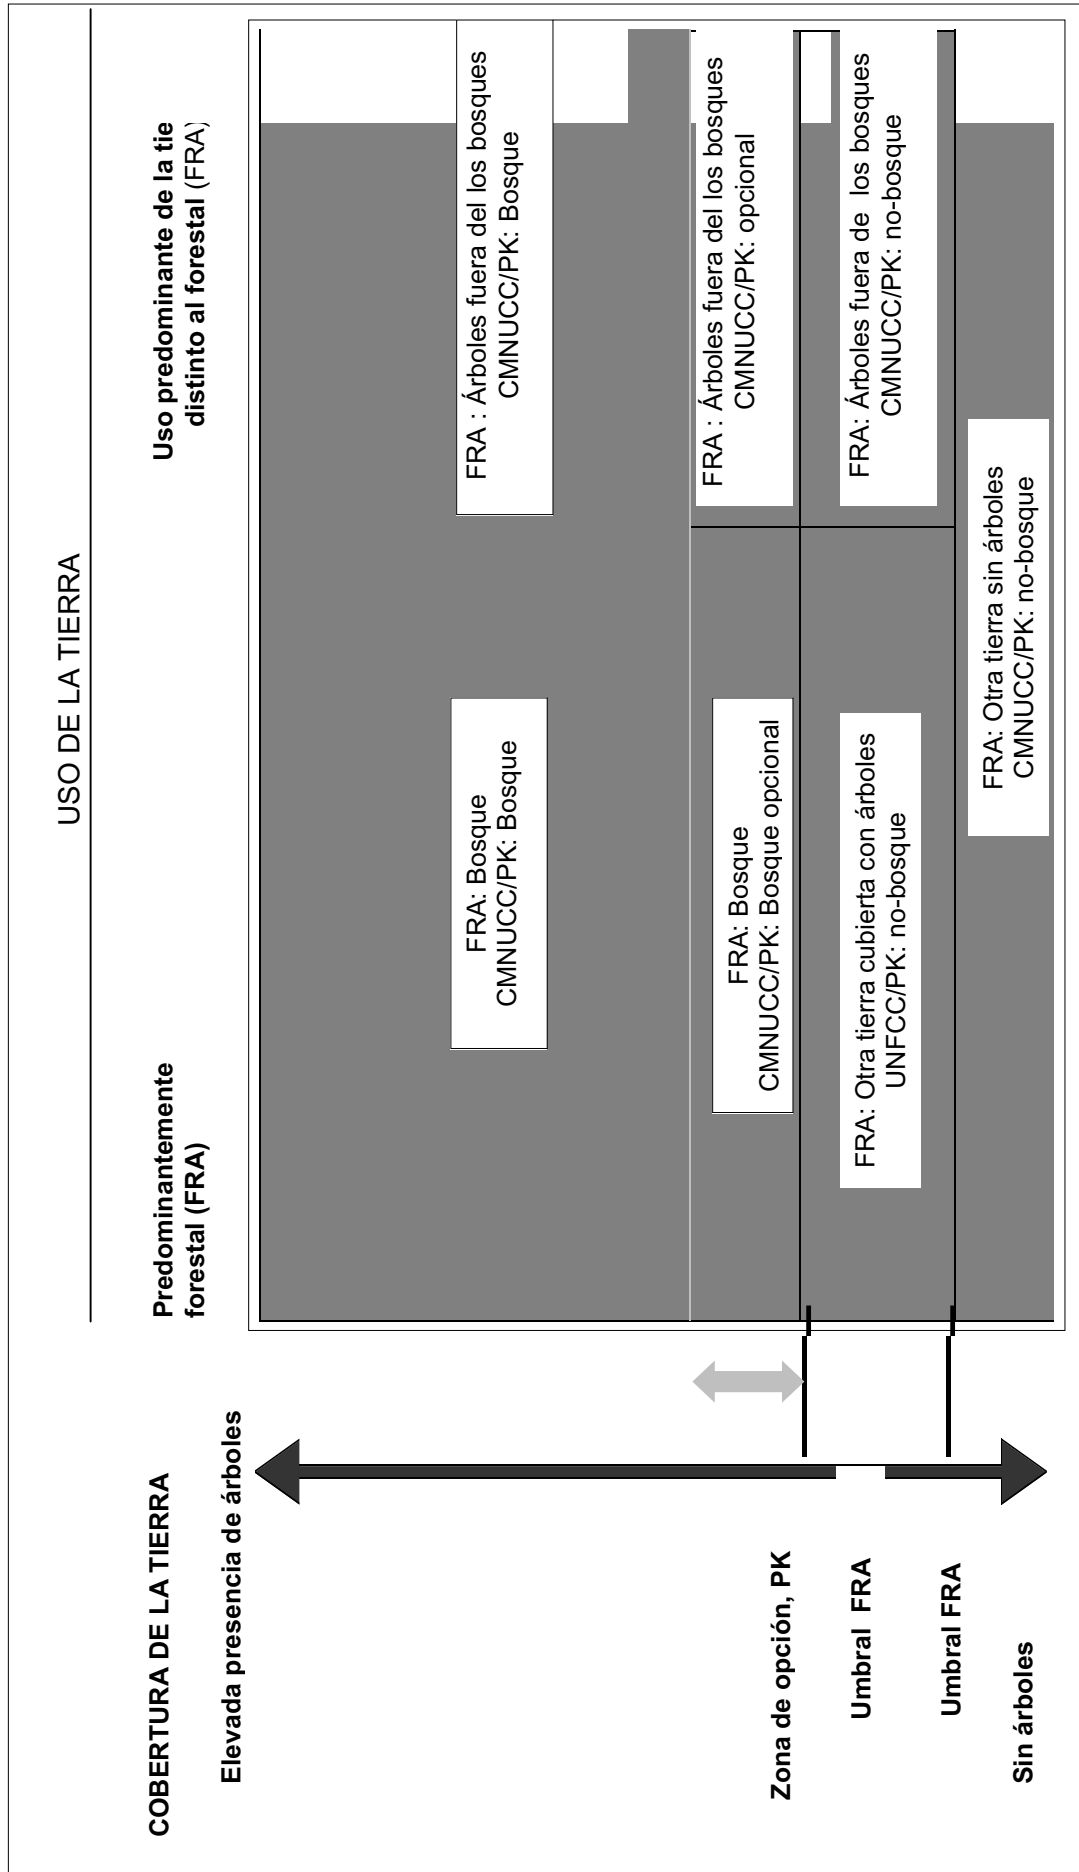 USO DE LA TIERRA
COBERTURA DE LA TIERRA
Predominantemente
forestal (FRA)
Uso predominante de la tie
distinto al forestal (FRA)
Elevada presencia de árboles
FRA: Bosque
CMNUCC/PK: Bosque
FRA : Árboles fuera del los bosques
CMNUCC/PK: Bosque
Zona de opción, PK
FRA: Bosque
CMNUCC/PK: Bosque opcional
FRA : Árboles fuera del los bosques
CMNUCC/PK: opcional
Umbral FRA
FRA: Otra tierra cubierta con árboles
UNFCC/PK: no-bosque
FRA: Árboles fuera de los bosques
CMNUCC/PK: no-bosque
Umbral FRA
Sin árboles
FRA: Otra tierra sin árboles
CMNUCC/PK: no-bosque